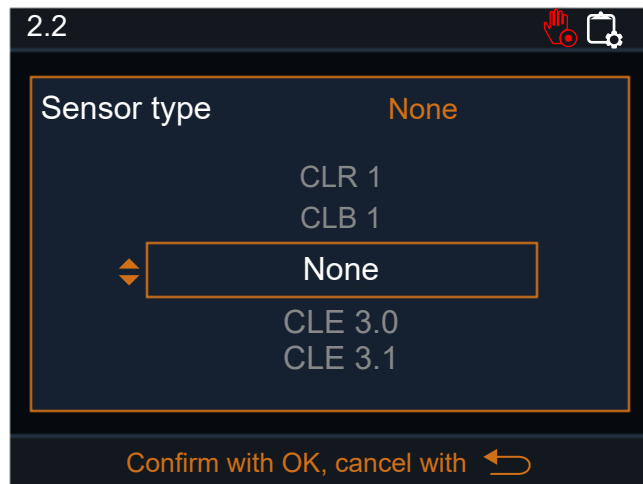 2.2
Sensor type None
CLR 1
CLB 1
None
CLE 3.0
CLE 3.1
Confirm with OK, cancel with